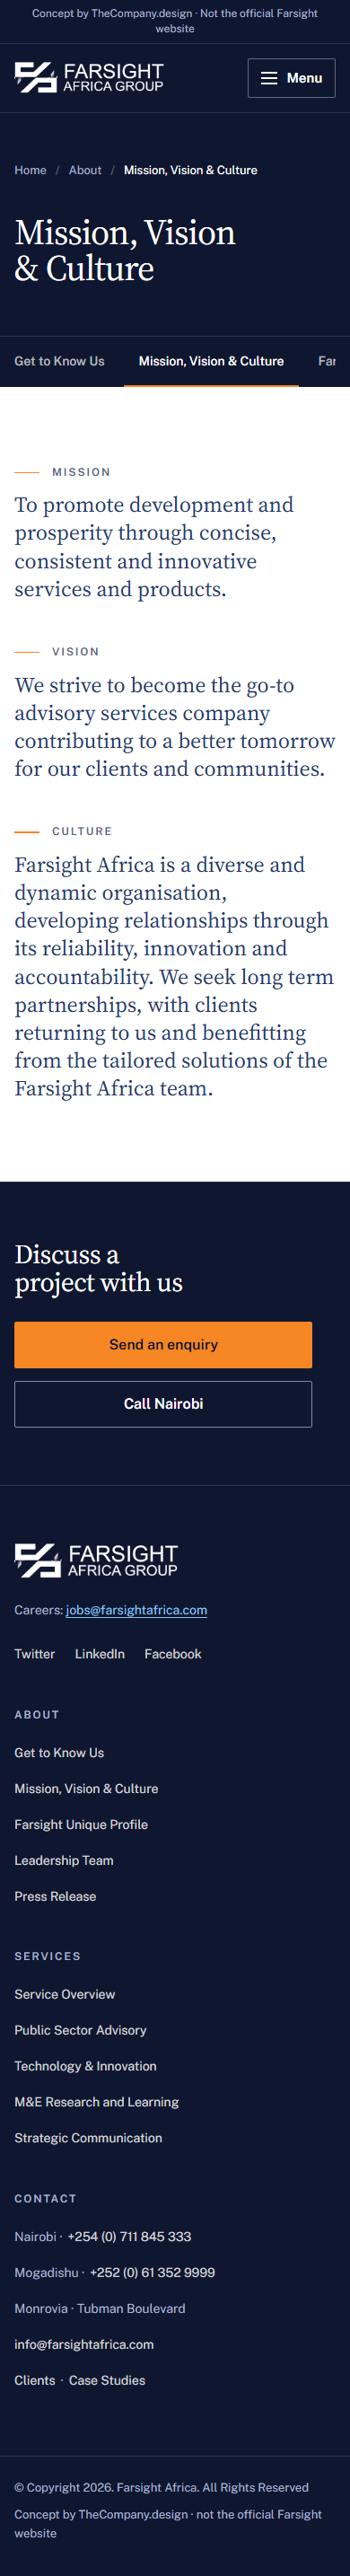 Concept by TheCompany.design · Not the official Farsight
website
FARSIGHT
AFRICA GROUP
Menu
Home / About / Mission, Vision & Culture
Mission, Vision
& Culture
Get to Know Us Mission, Vision & Culture Far
MISSION
To promote development and
prosperity through concise,
consistent and innovative
services and products.
VISION
We strive to become the go-to
advisory services company
contributing to a better tomorrow
for our clients and communities.
CULTURE
Farsight Africa is a diverse and
dynamic organisation,
developing relationships through
its reliability, innovation and
accountability. We seek long term
partnerships, with clients
returning to us and benefitting
from the tailored solutions of the
Farsight Africa team.
Discuss a
project with us
Send an enquiry
Call Nairobi
FARSIGHT
AFRICA GROUP
Careers: jobs@farsightafrica.com
Twitter LinkedIn Facebook
ABOUT
Get to Know Us
Mission, Vision & Culture
Farsight Unique Profile
Leadership Team
Press Release
SERVICES
Service Overview
Public Sector Advisory
Technology & Innovation
M&E Research and Learning
Strategic Communication
CONTACT
Nairobi · +254 (0) 711 845 333
Mogadishu · +252 (0) 61 352 9999
Monrovia · Tubman Boulevard
info@farsightafrica.com
Clients · Case Studies
© Copyright 2026. Farsight Africa. All Rights Reserved
Concept by TheCompany.design · not the official Farsight
website